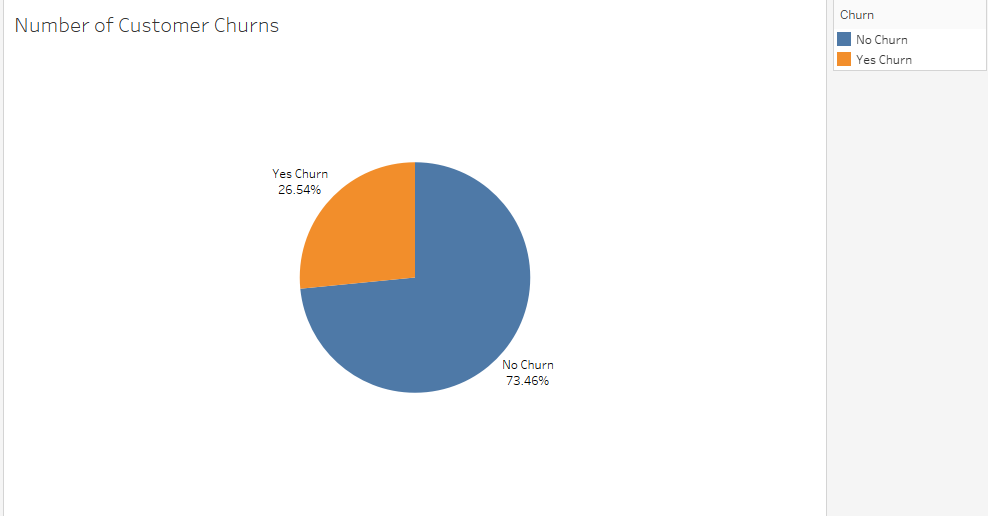 Number of Customer Churns
Churn
No Churn
Yes Churn
Yes Churn
26.54%
No Churn
73.46%